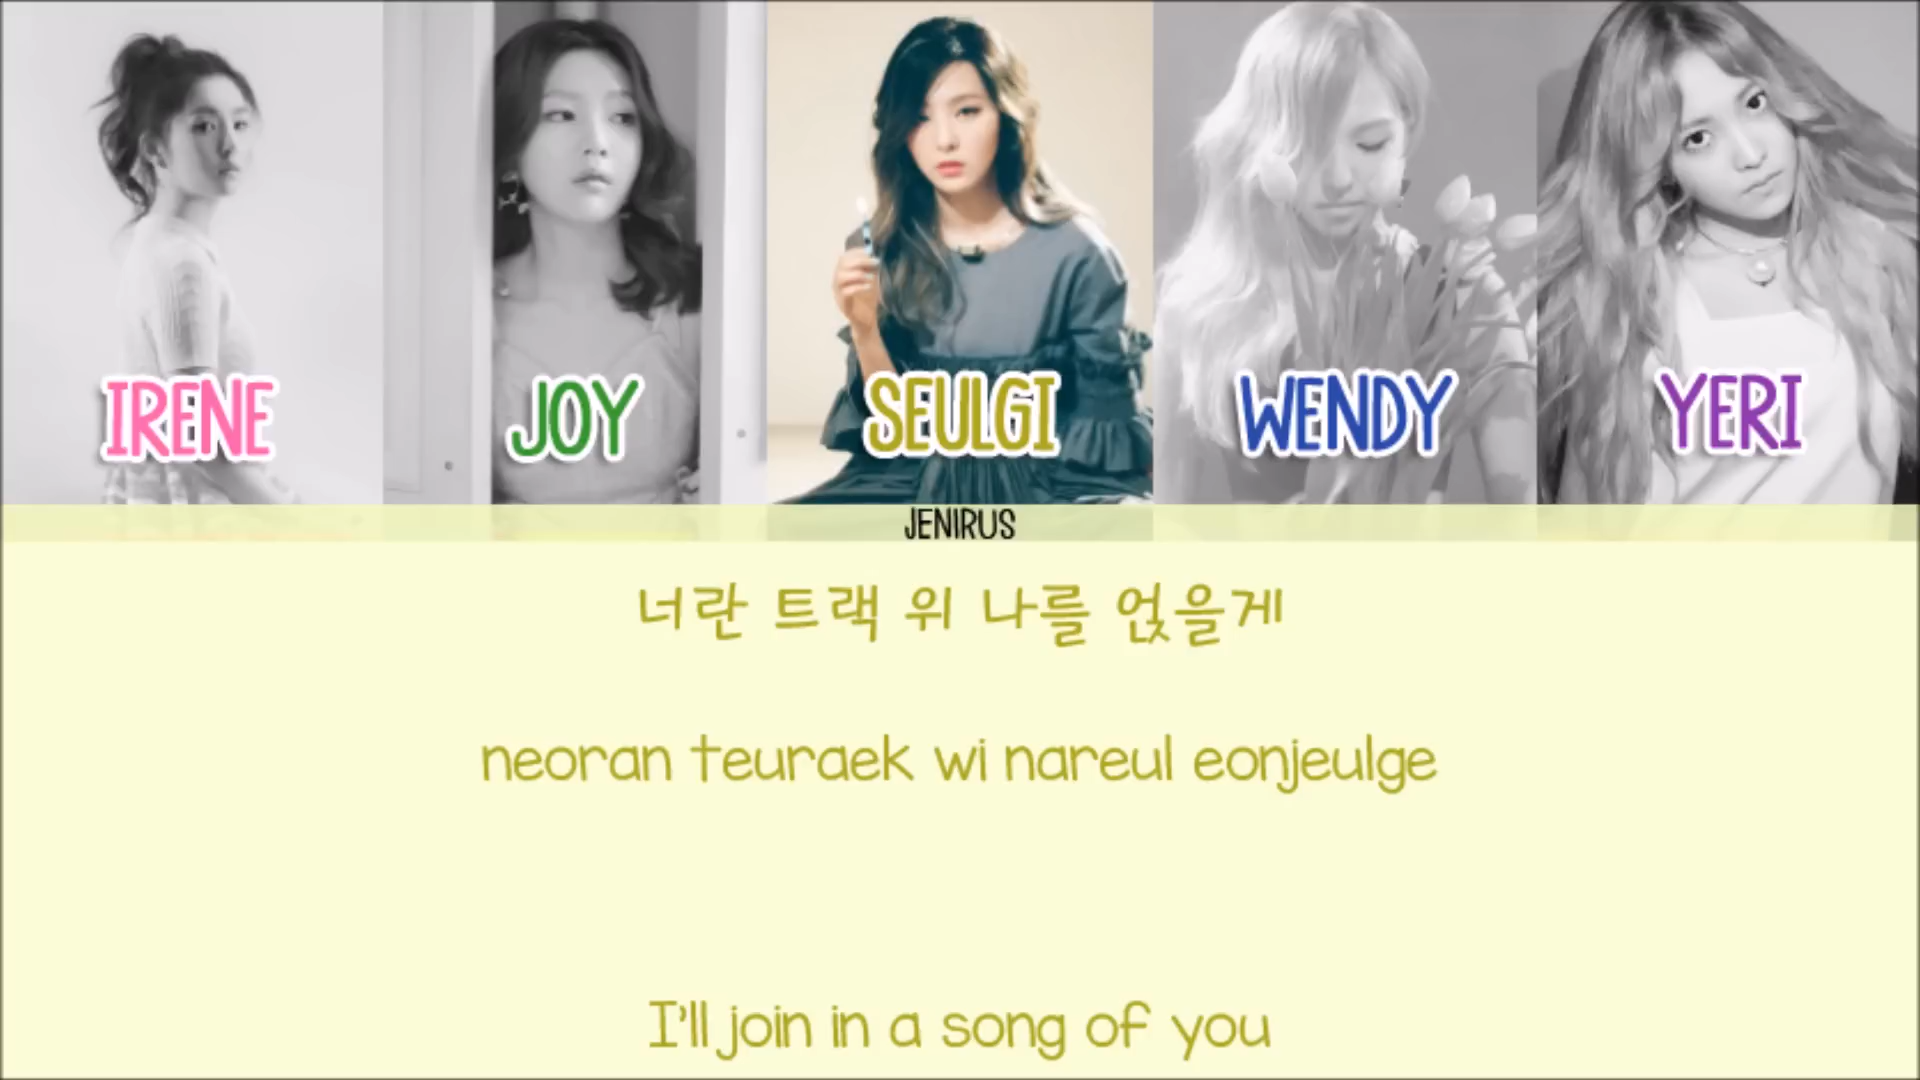 IRENE JOY SEULGI WENDY YERI
JENIRUS
너란 트랙 위 나를 얹을게
neoran teuraek wi nareul eonjeulge
I'll join in a song of you